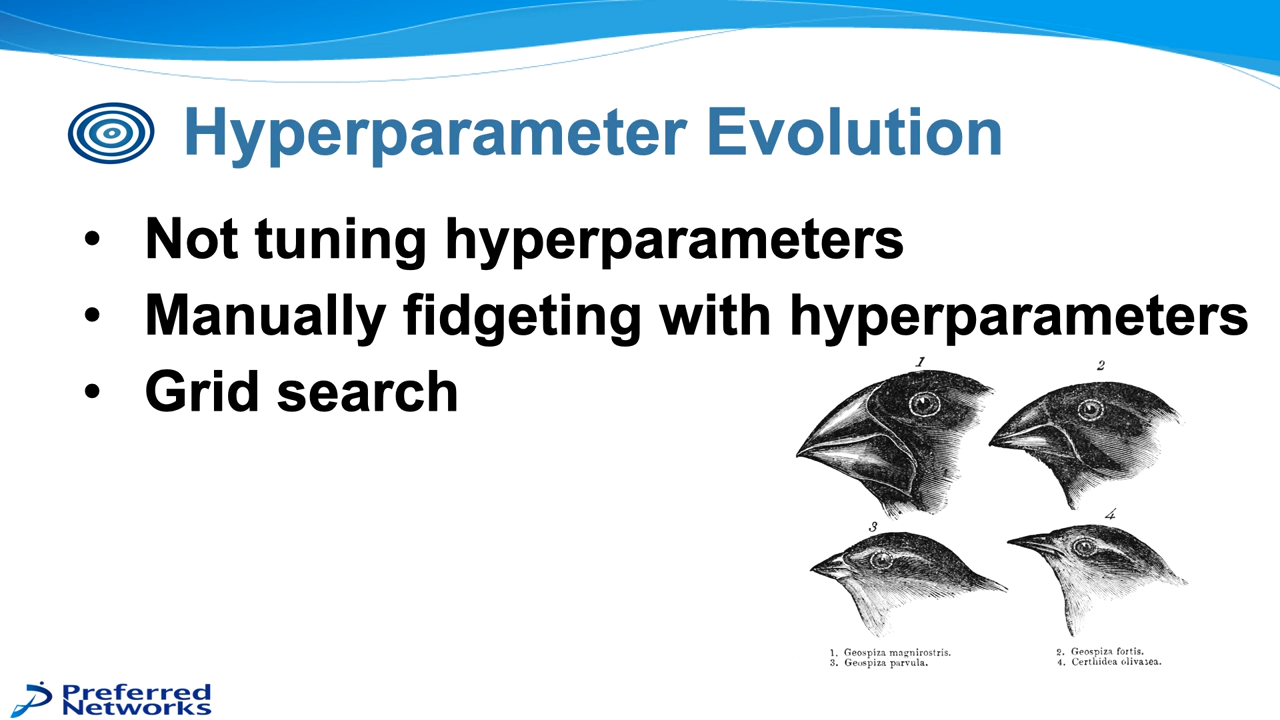 Hyperparameter Evolution
• Not tuning hyperparameters
• Manually fidgeting with hyperparameters
• Grid search
1
2
3
4
1. Geospiza magnirostris.
2. Geospiza fortis.
3. Geospiza parvula.
4. Certhidea olivasea.
Preferred
Networks